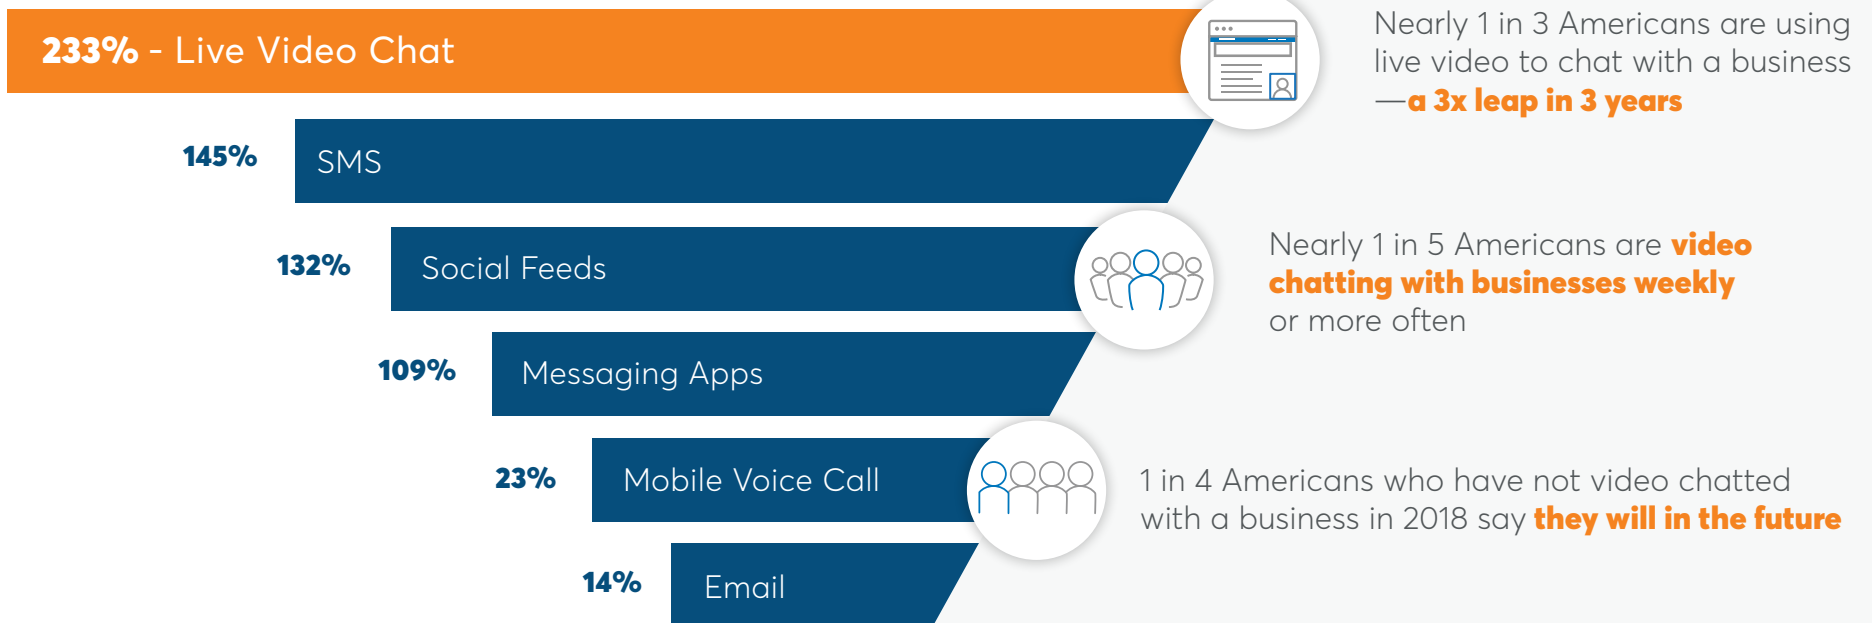 233% - Live Video Chat
Nearly 1 in 3 Americans are using
live video to chat with a business
—a 3x leap in 3 years
145%
SMS
132%
Social Feeds
Nearly 1 in 5 Americans are video
chatting with businesses weekly
or more often
109%
Messaging Apps
23%
Mobile Voice Call
1 in 4 Americans who have not video chatted
with a business in 2018 say they will in the future
14%
Email